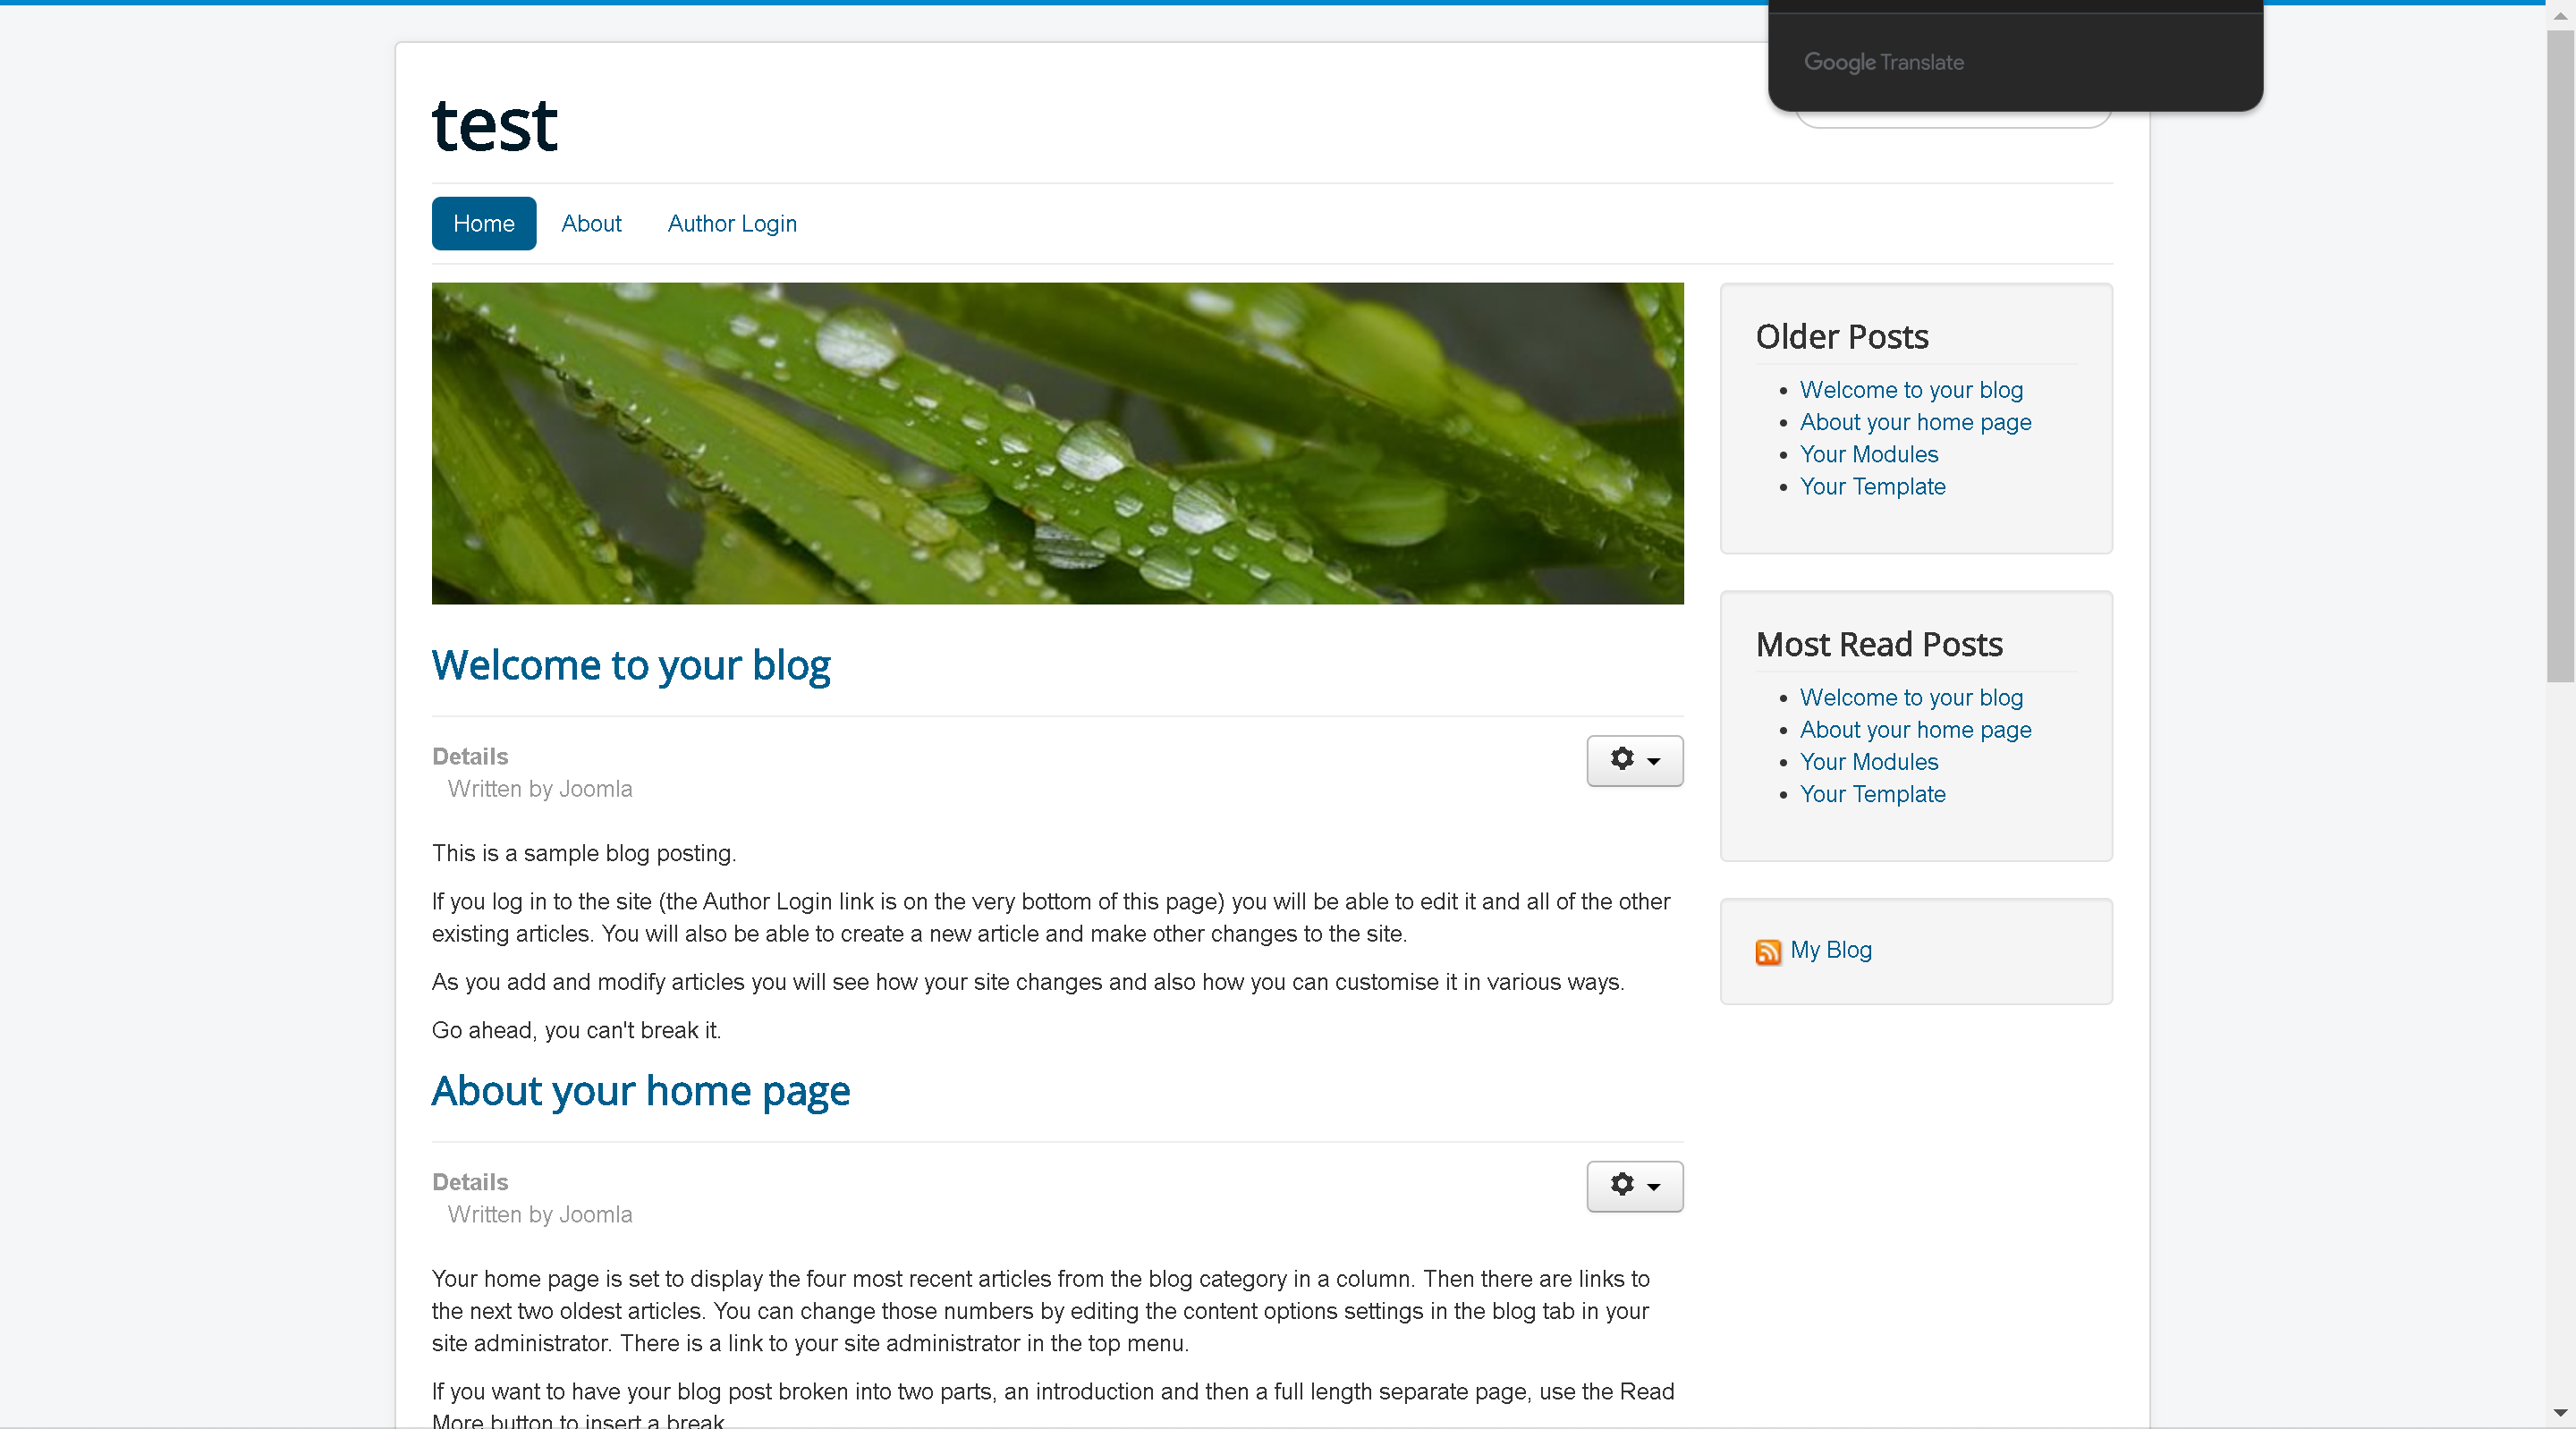 Google Translate
test
Home
About
Author Login
Welcome to your blog
Details
Written by Joomla
This is a sample blog posting.
If you log in to the site (the Author Login link is on the very bottom of this page) you will be able to edit it and all of the other
existing articles. You will also be able to create a new article and make other changes to the site.
As you add and modify articles you will see how your site changes and also how you can customise it in various ways.
Go ahead, you can't break it.
About your home page
Details
Written by Joomla
Your home page is set to display the four most recent articles from the blog category in a column. Then there are links to
the next two oldest articles. You can change those numbers by editing the content options settings in the blog tab in your
site administrator. There is a link to your site administrator in the top menu.
If you want to have your blog post broken into two parts, an introduction and then a full length separate page, use the Read
More button to insert a break.
Older Posts
Welcome to your blog
About your home page
Your Modules
Your Template
Most Read Posts
Welcome to your blog
About your home page
Your Modules
Your Template
My Blog